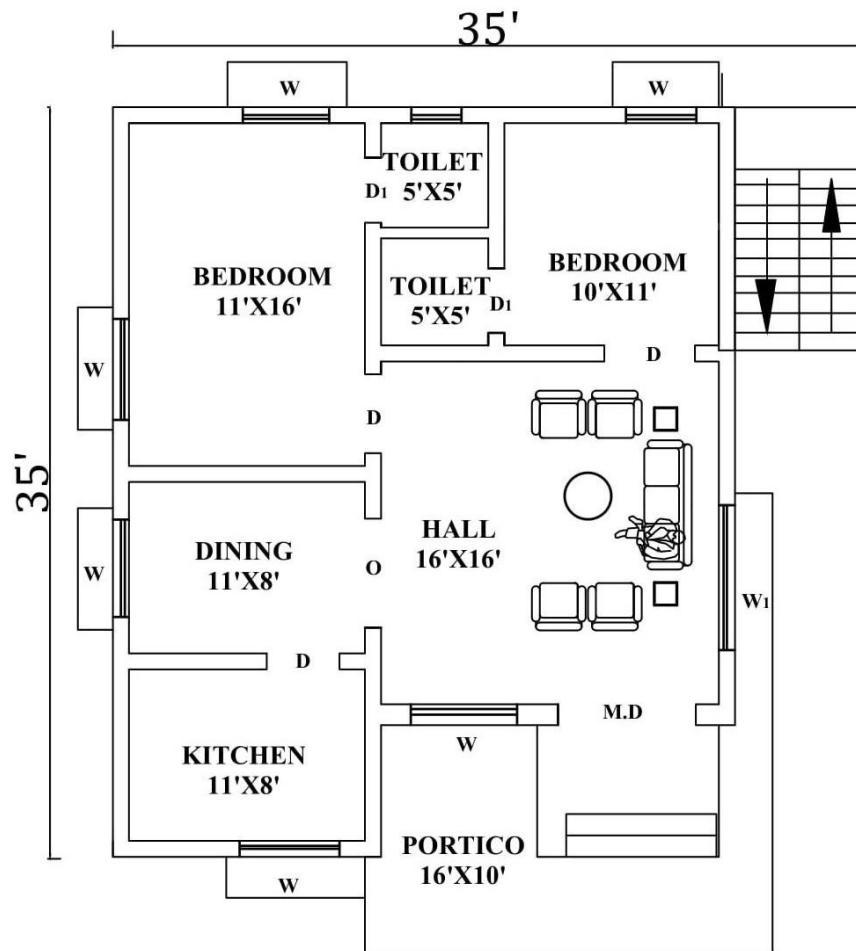 35'
W
W
TOILET
5'X5'
D1
BEDROOM
11'X16'
TOILET
5'X5'
D1
BEDROOM
10'X11'
W
D
D
35'
DINING
11'X8'
W
O
HALL
16'X16'
W1
D
M.D
W
KITCHEN
11'X8'
PORTICO
16'X10'
W